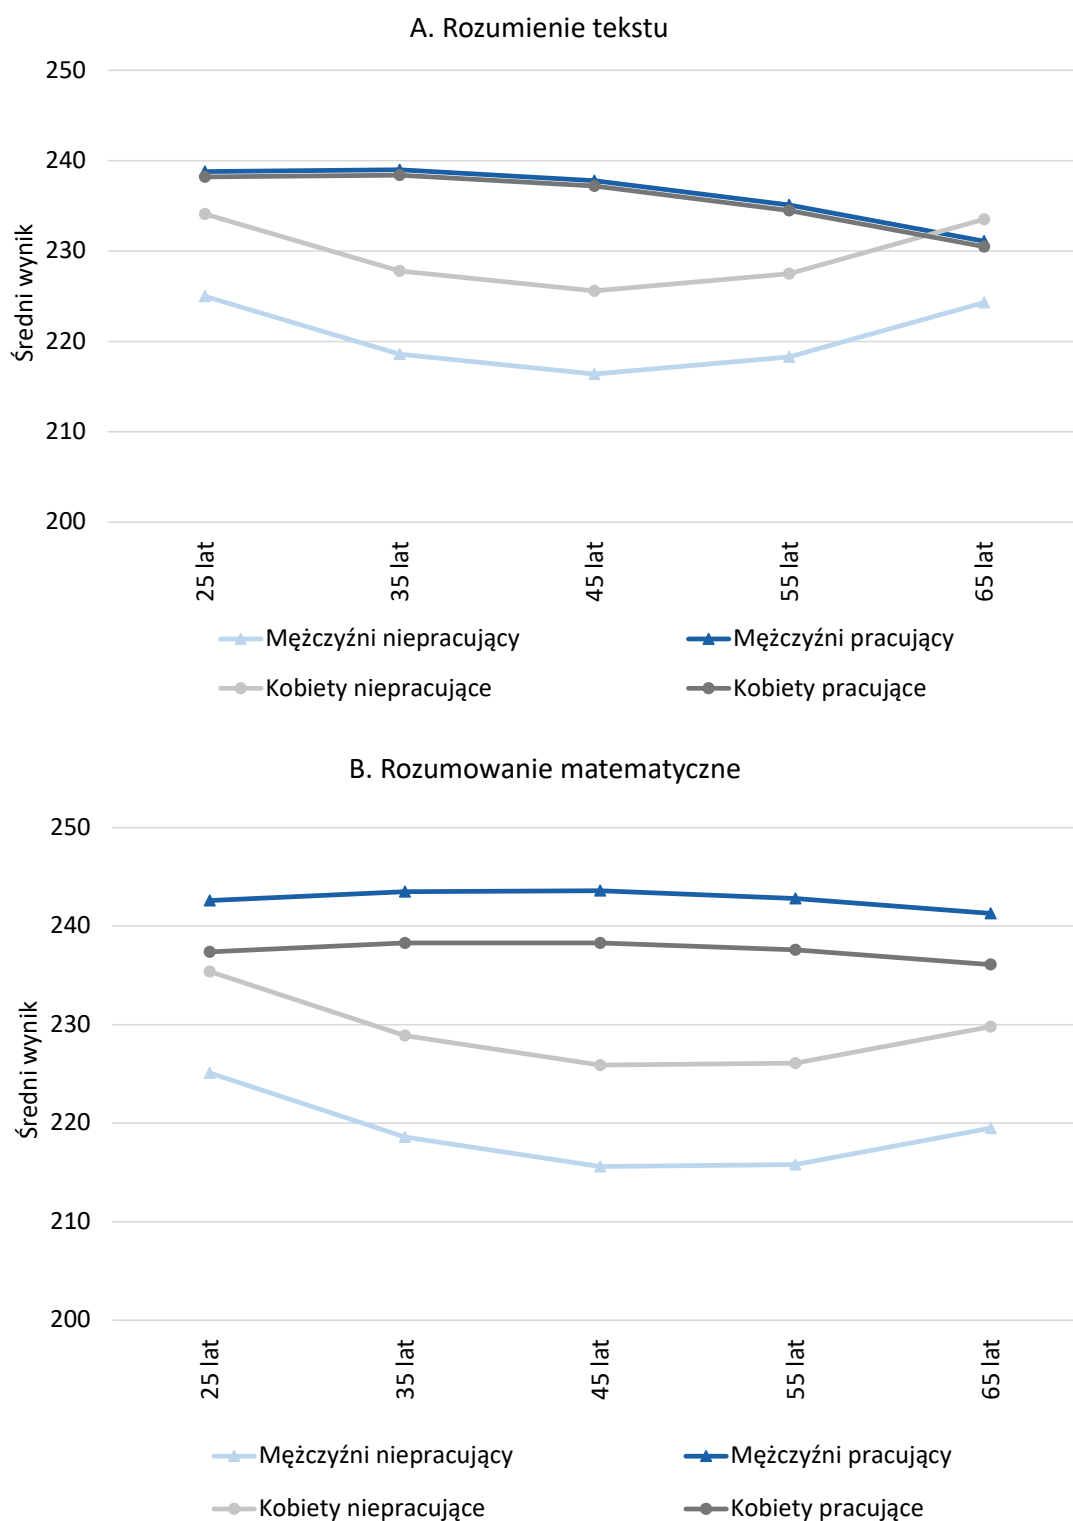 A. Rozumienie tekstu
250
240
230
220
210
200
Średni wynik
25 lat
35 lat
45 lat
55 lat
65 lat
Mężczyźni niepracujący
Mężczyźni pracujący
Kobiety niepracujące
Kobiety pracujące
B. Rozumowanie matematyczne
250
240
230
220
210
200
Średni wynik
25 lat
35 lat
45 lat
55 lat
65 lat
Mężczyźni niepracujący
Mężczyźni pracujący
Kobiety niepracujące
Kobiety pracujące